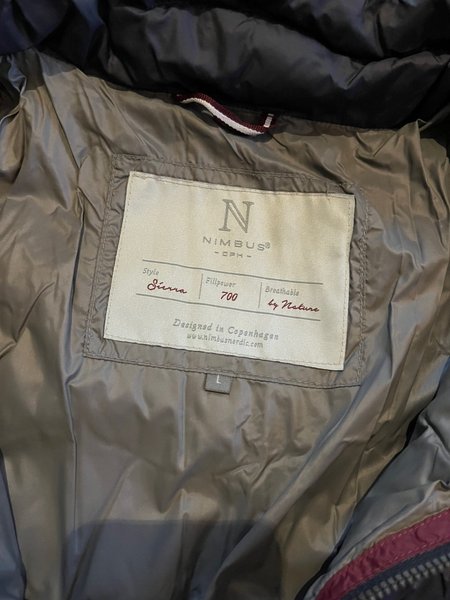 N
NIMBUS®
- CPH -
Style Fillpower Breathable
Sierra 700 by Nature
Designed in Copenhagen
www.nimbusnordic.com
L